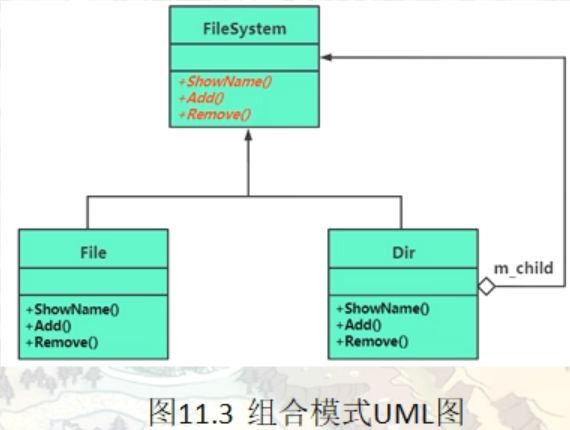 FileSystem
+ShowName()
+Add()
+Remove()
File
+ShowName()
+Add()
+Remove()
Dir
+ShowName()
+Add()
+Remove()
m_child
图11.3 组合模式UML图